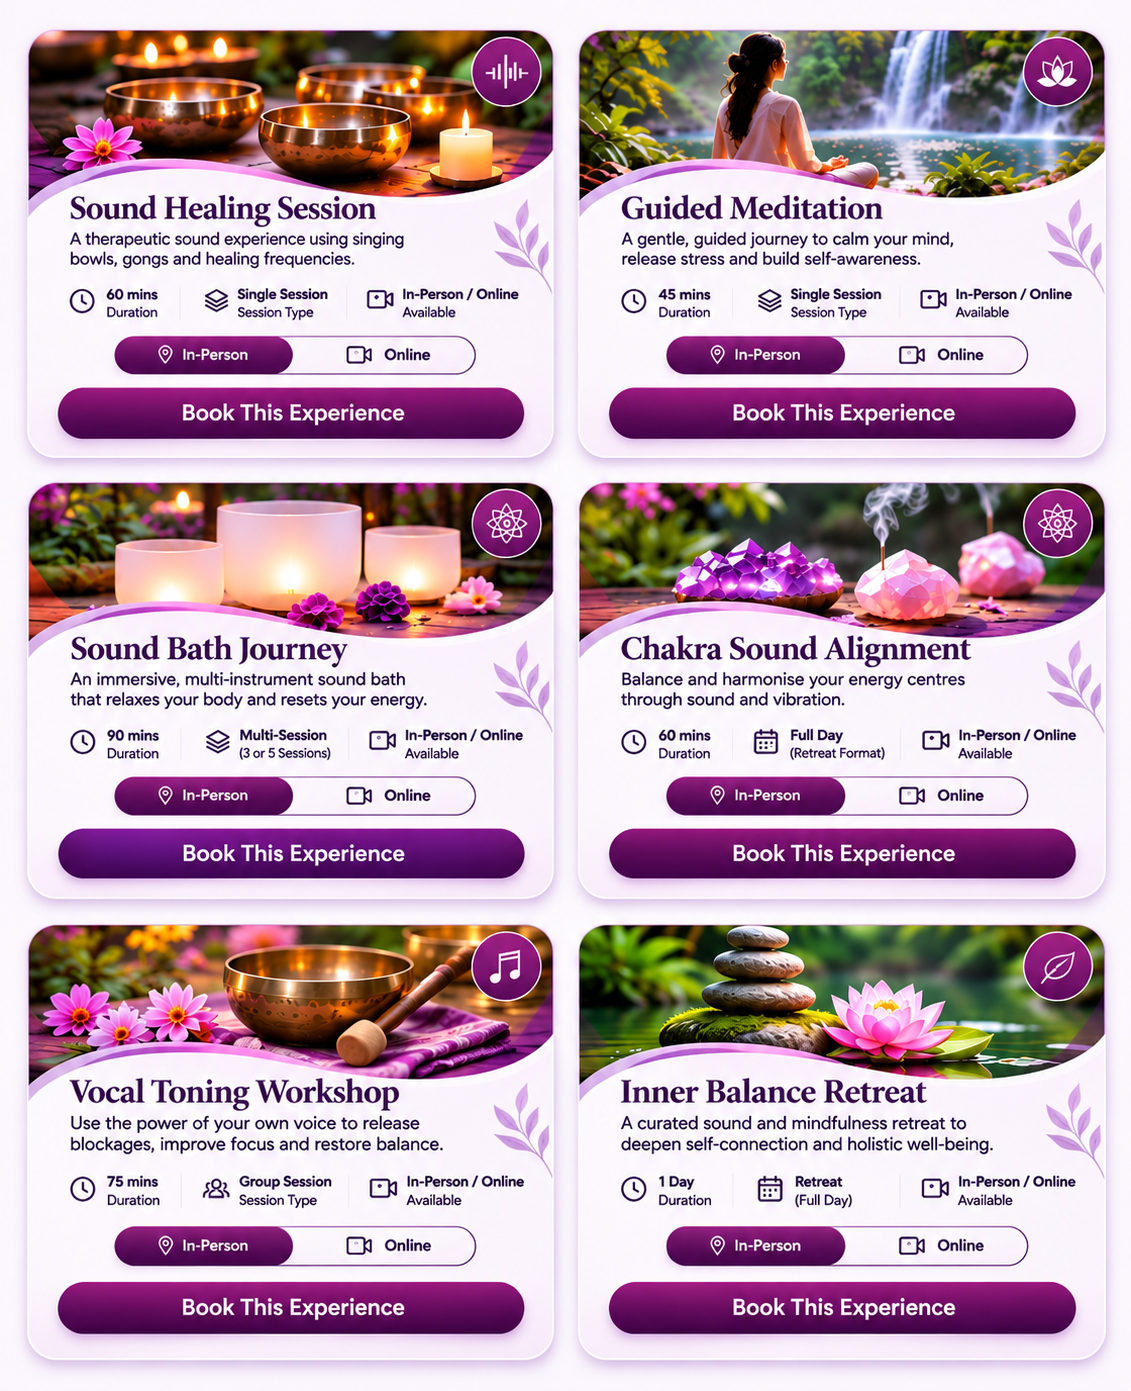 Sound Healing Session
A therapeutic sound experience using singing
bowls, gongs and healing frequencies.
60 mins
Duration
Single Session
Session Type
In-Person / Online
Available
In-Person
Online
Book This Experience
Guided Meditation
A gentle, guided journey to calm your mind,
release stress and build self-awareness.
45 mins
Duration
Single Session
Session Type
In-Person / Online
Available
In-Person
Online
Book This Experience
Sound Bath Journey
An immersive, multi-instrument sound bath
that relaxes your body and resets your energy.
90 mins
Duration
Multi-Session
(3 or 5 Sessions)
In-Person / Online
Available
In-Person
Online
Book This Experience
Chakra Sound Alignment
Balance and harmonise your energy centres
through sound and vibration.
60 mins
Duration
Full Day
(Retreat Format)
In-Person / Online
Available
In-Person
Online
Book This Experience
Vocal Toning Workshop
Use the power of your own voice to release
blockages, improve focus and restore balance.
75 mins
Duration
Group Session
Session Type
In-Person / Online
Available
In-Person
Online
Book This Experience
Inner Balance Retreat
A curated sound and mindfulness retreat to
deepen self-connection and holistic well-being.
1 Day
Duration
Retreat
(Full Day)
In-Person / Online
Available
In-Person
Online
Book This Experience